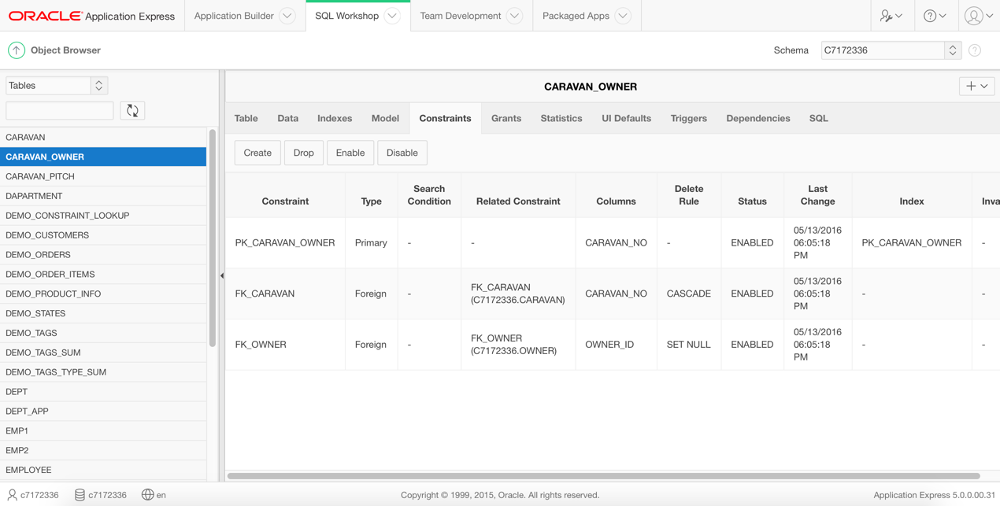 ORACLE Application Express Application Builder SQL Workshop Team Development Packaged Apps
Object Browser Schema C7172336
Tables
CARAVAN_OWNER
Table Data Indexes Model Constraints Grants Statistics UI Defaults Triggers Dependencies SQL
Create Drop Enable Disable
CARAVAN
CARAVAN_OWNER
CARAVAN_PITCH
DAPARTMENT
DEMO_CONSTRAINT_LOOKUP
DEMO_CUSTOMERS
DEMO_ORDERS
DEMO_ORDER_ITEMS
DEMO_PRODUCT_INFO
DEMO_STATES
DEMO_TAGS
DEMO_TAGS_SUM
DEMO_TAGS_TYPE_SUM
DEPT
DEPT_APP
EMP1
EMP2
EMPLOYEE
Constraint Type Search Condition Related Constraint Columns Delete Rule Status Last Change Index Inva
PK_CARAVAN_OWNER Primary - - CARAVAN_NO - ENABLED 05/13/2016 06:05:18 PM PK_CARAVAN_OWNER -
FK_CARAVAN Foreign - FK_CARAVAN (C7172336.CARAVAN) CARAVAN_NO CASCADE ENABLED 05/13/2016 06:05:18 PM - -
FK_OWNER Foreign - FK_OWNER (C7172336.OWNER) OWNER_ID SET NULL ENABLED 05/13/2016 06:05:18 PM - -
c7172336 c7172336 en Copyright © 1999, 2015, Oracle. All rights reserved. Application Express 5.0.0.00.31